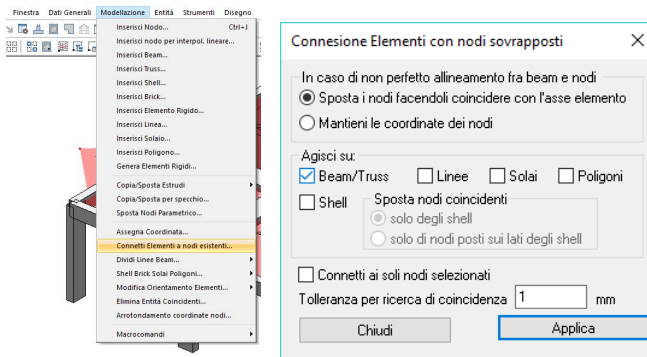 Finestra Dati Generali Modellazione Entità Strumenti Disegno
Inserisci Nodo... Ctrl+J
Inserisci nodo per interpol. lineare...
Inserisci Beam...
Inserisci Truss...
Inserisci Shell...
Inserisci Brick...
Inserisci Elemento Rigido...
Inserisci Linea...
Inserisci Solaio...
Inserisci Poligono...
Genera Elementi Rigidi...
Copia/Sposta Estrudi
Copia/Sposta per specchio...
Sposta Nodi Parametrico...
Assegna Coordinata...
Connetti Elementi a nodi esistenti...
Dividi Linee Beam...
Shell Brick Solai Poligoni...
Modifica Orientamento Elementi...
Elimina Entità Coincidenti...
Arrotondamento coordinate nodi...
Macrocomandi
Connesione Elementi con nodi sovrapposti
In caso di non perfetto allineamento fra beam e nodi
Sposta i nodi facendoli coincidere con l'asse elemento
Mantieni le coordinate dei nodi
Agisci su:
Beam/Truss Linee Solai Poligoni
Shell Sposta nodi coincidenti
solo degli shell
solo di nodi posti sui lati degli shell
Connetti ai soli nodi selezionati
Tolleranza per ricerca di coincidenza 1 mm
Chiudi Applica